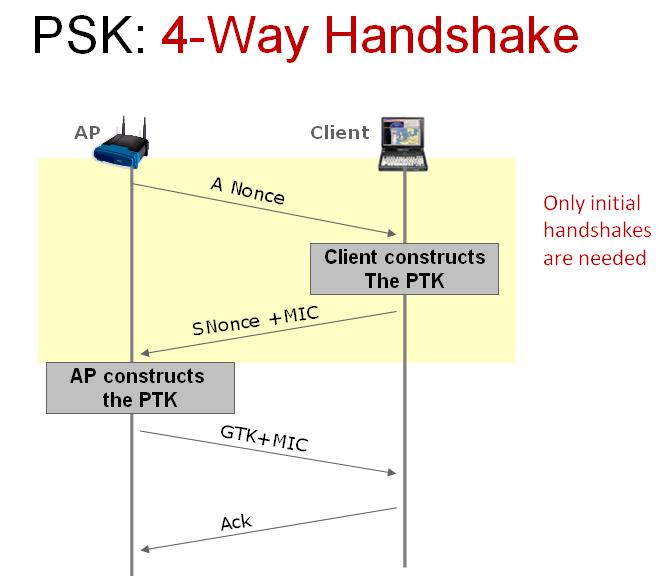 PSK: 4-Way Handshake
AP
Client
A Nonce
Only initial
handshakes
are needed
Client constructs
The PTK
SNonce +MIC
AP constructs
the PTK
GTK+MIC
Ack